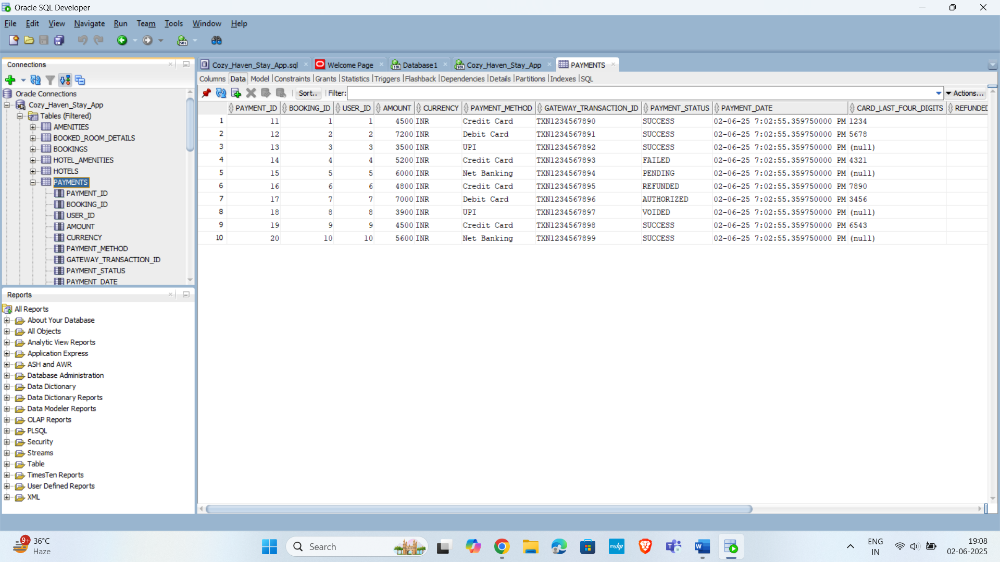 Oracle SQL Developer
File Edit View Navigate Run Team Tools Window Help
Connections
Oracle Connections
Cozy_Haven_Stay_App
Tables (Filtered)
AMENITIES
BOOKED_ROOM_DETAILS
BOOKINGS
HOTEL_AMENITIES
HOTELS
PAYMENTS
PAYMENT_ID
BOOKING_ID
USER_ID
AMOUNT
CURRENCY
PAYMENT_METHOD
GATEWAY_TRANSACTION_ID
PAYMENT_STATUS
PAYMENT_DATE
Reports
All Reports
About Your Database
All Objects
Analytic View Reports
Application Express
ASH and AWR
Database Administration
Data Dictionary
Data Dictionary Reports
Data Modeler Reports
OLAP Reports
PLSQL
Security
Streams
Table
TimesTen Reports
User Defined Reports
XML
Cozy_Haven_Stay_App.sql Welcome Page Database1 Cozy_Haven_Stay_App PAYMENTS
Columns Data Model Constraints Grants Statistics Triggers Flashback Dependencies Details Partitions Indexes SQL
Sort.. Filter: Actions...
PAYMENT_ID BOOKING_ID USER_ID AMOUNT CURRENCY PAYMENT_METHOD GATEWAY_TRANSACTION_ID PAYMENT_STATUS PAYMENT_DATE CARD_LAST_FOUR_DIGITS REFUNDED
1 11 1 1 4500 INR Credit Card TXN1234567890 SUCCESS 02-06-25 7:02:55.359750000 PM 1234
2 12 2 2 7200 INR Debit Card TXN1234567891 SUCCESS 02-06-25 7:02:55.359750000 PM 5678
3 13 3 3 3500 INR UPI TXN1234567892 SUCCESS 02-06-25 7:02:55.359750000 PM (null)
4 14 4 4 5200 INR Credit Card TXN1234567893 FAILED 02-06-25 7:02:55.359750000 PM 4321
5 15 5 5 6000 INR Net Banking TXN1234567894 PENDING 02-06-25 7:02:55.359750000 PM (null)
6 16 6 6 4800 INR Credit Card TXN1234567895 REFUNDED 02-06-25 7:02:55.359750000 PM 7890
7 17 7 7 7000 INR Debit Card TXN1234567896 AUTHORIZED 02-06-25 7:02:55.359750000 PM 3456
8 18 8 8 3900 INR UPI TXN1234567897 VOIDED 02-06-25 7:02:55.359750000 PM (null)
9 19 9 9 4500 INR Credit Card TXN1234567898 SUCCESS 02-06-25 7:02:55.359750000 PM 6543
10 20 10 10 5600 INR Net Banking TXN1234567899 SUCCESS 02-06-25 7:02:55.359750000 PM (null)
9+ 36°C
Haze
Search
myhp
ENG
IN
19:08
02-06-2025